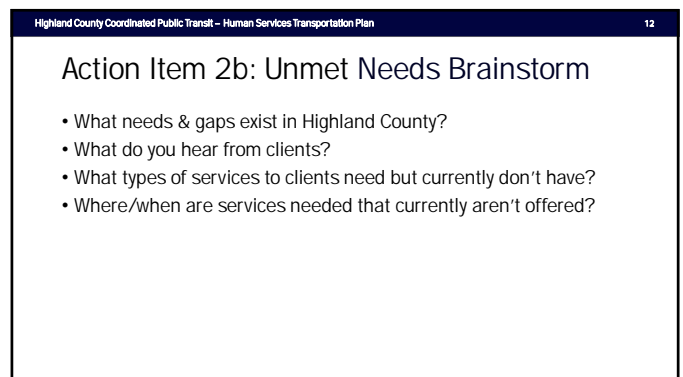 Highland County Coordinated Public Transit – Human Services Transportation Plan 12
Action Item 2b: Unmet Needs Brainstorm
• What needs & gaps exist in Highland County?
• What do you hear from clients?
• What types of services to clients need but currently don't have?
• Where/when are services needed that currently aren't offered?